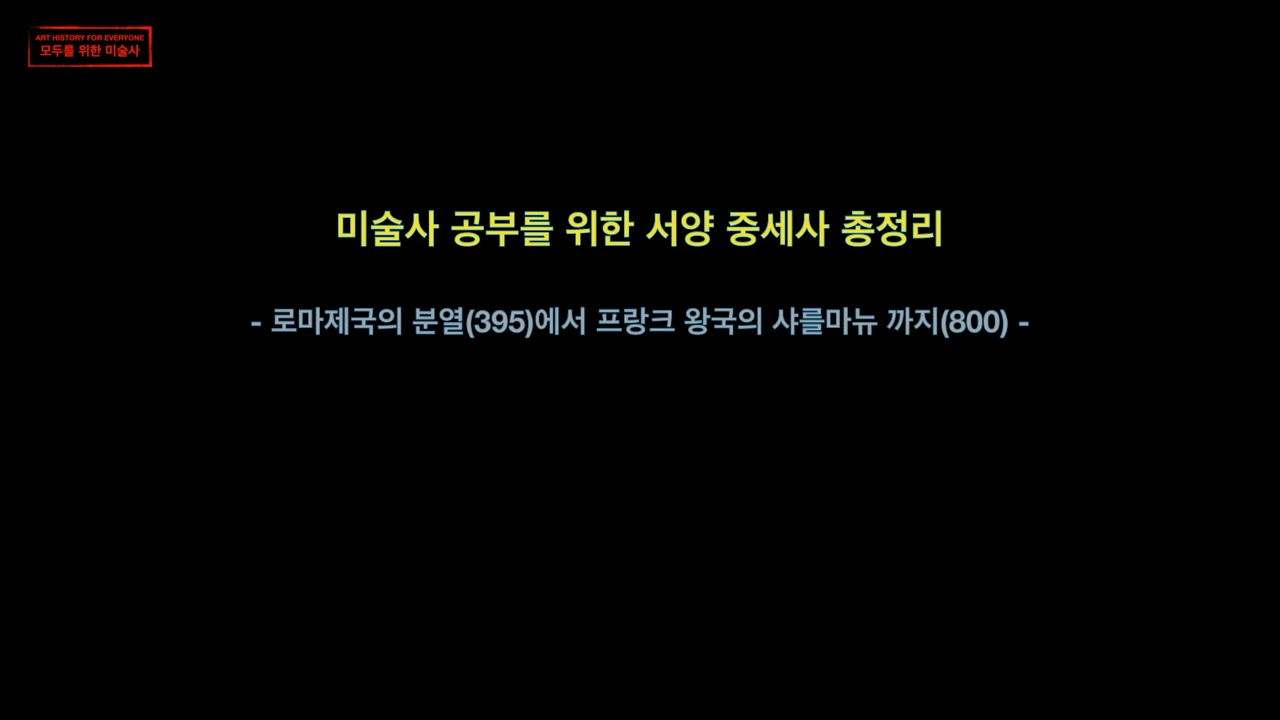 ART HISTORY FOR EVERYONE
모두를 위한 미술사
미술사 공부를 위한 서양 중세사 총정리
- 로마제국의 분열(395)에서 프랑크 왕국의 샤를마뉴 까지(800) -